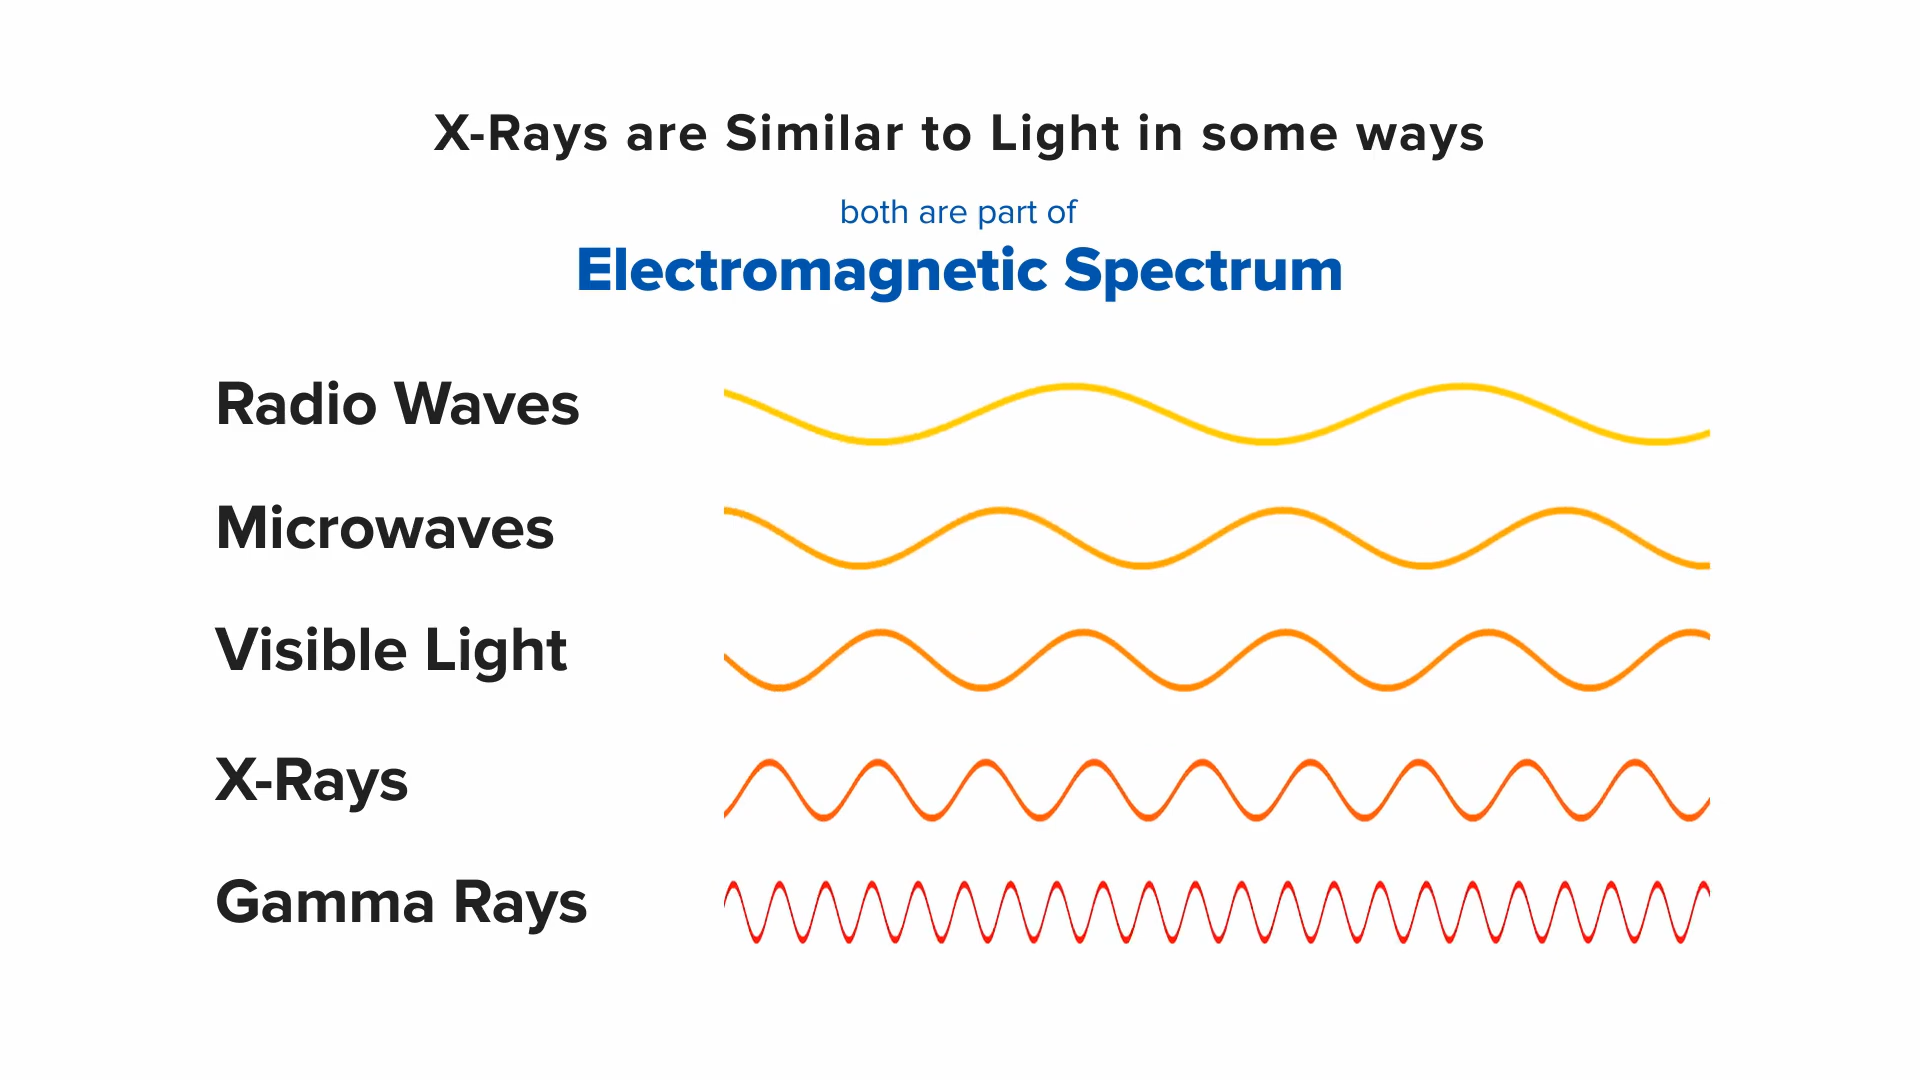 X-Rays are Similar to Light in some ways
both are part of
Electromagnetic Spectrum
Radio Waves
Microwaves
Visible Light
X-Rays
Gamma Rays